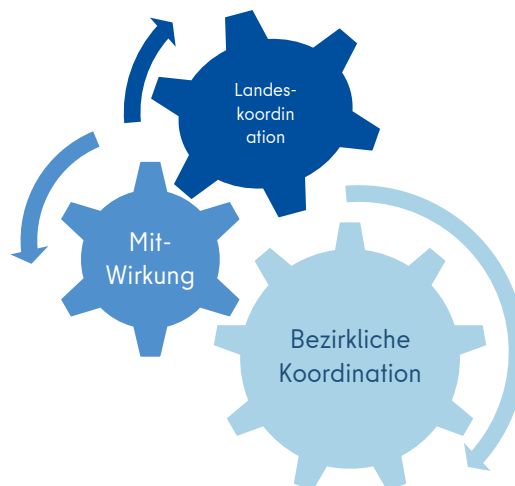 Landes-
koordin
ation
Mit-
Wirkung
Bezirkliche
Koordination